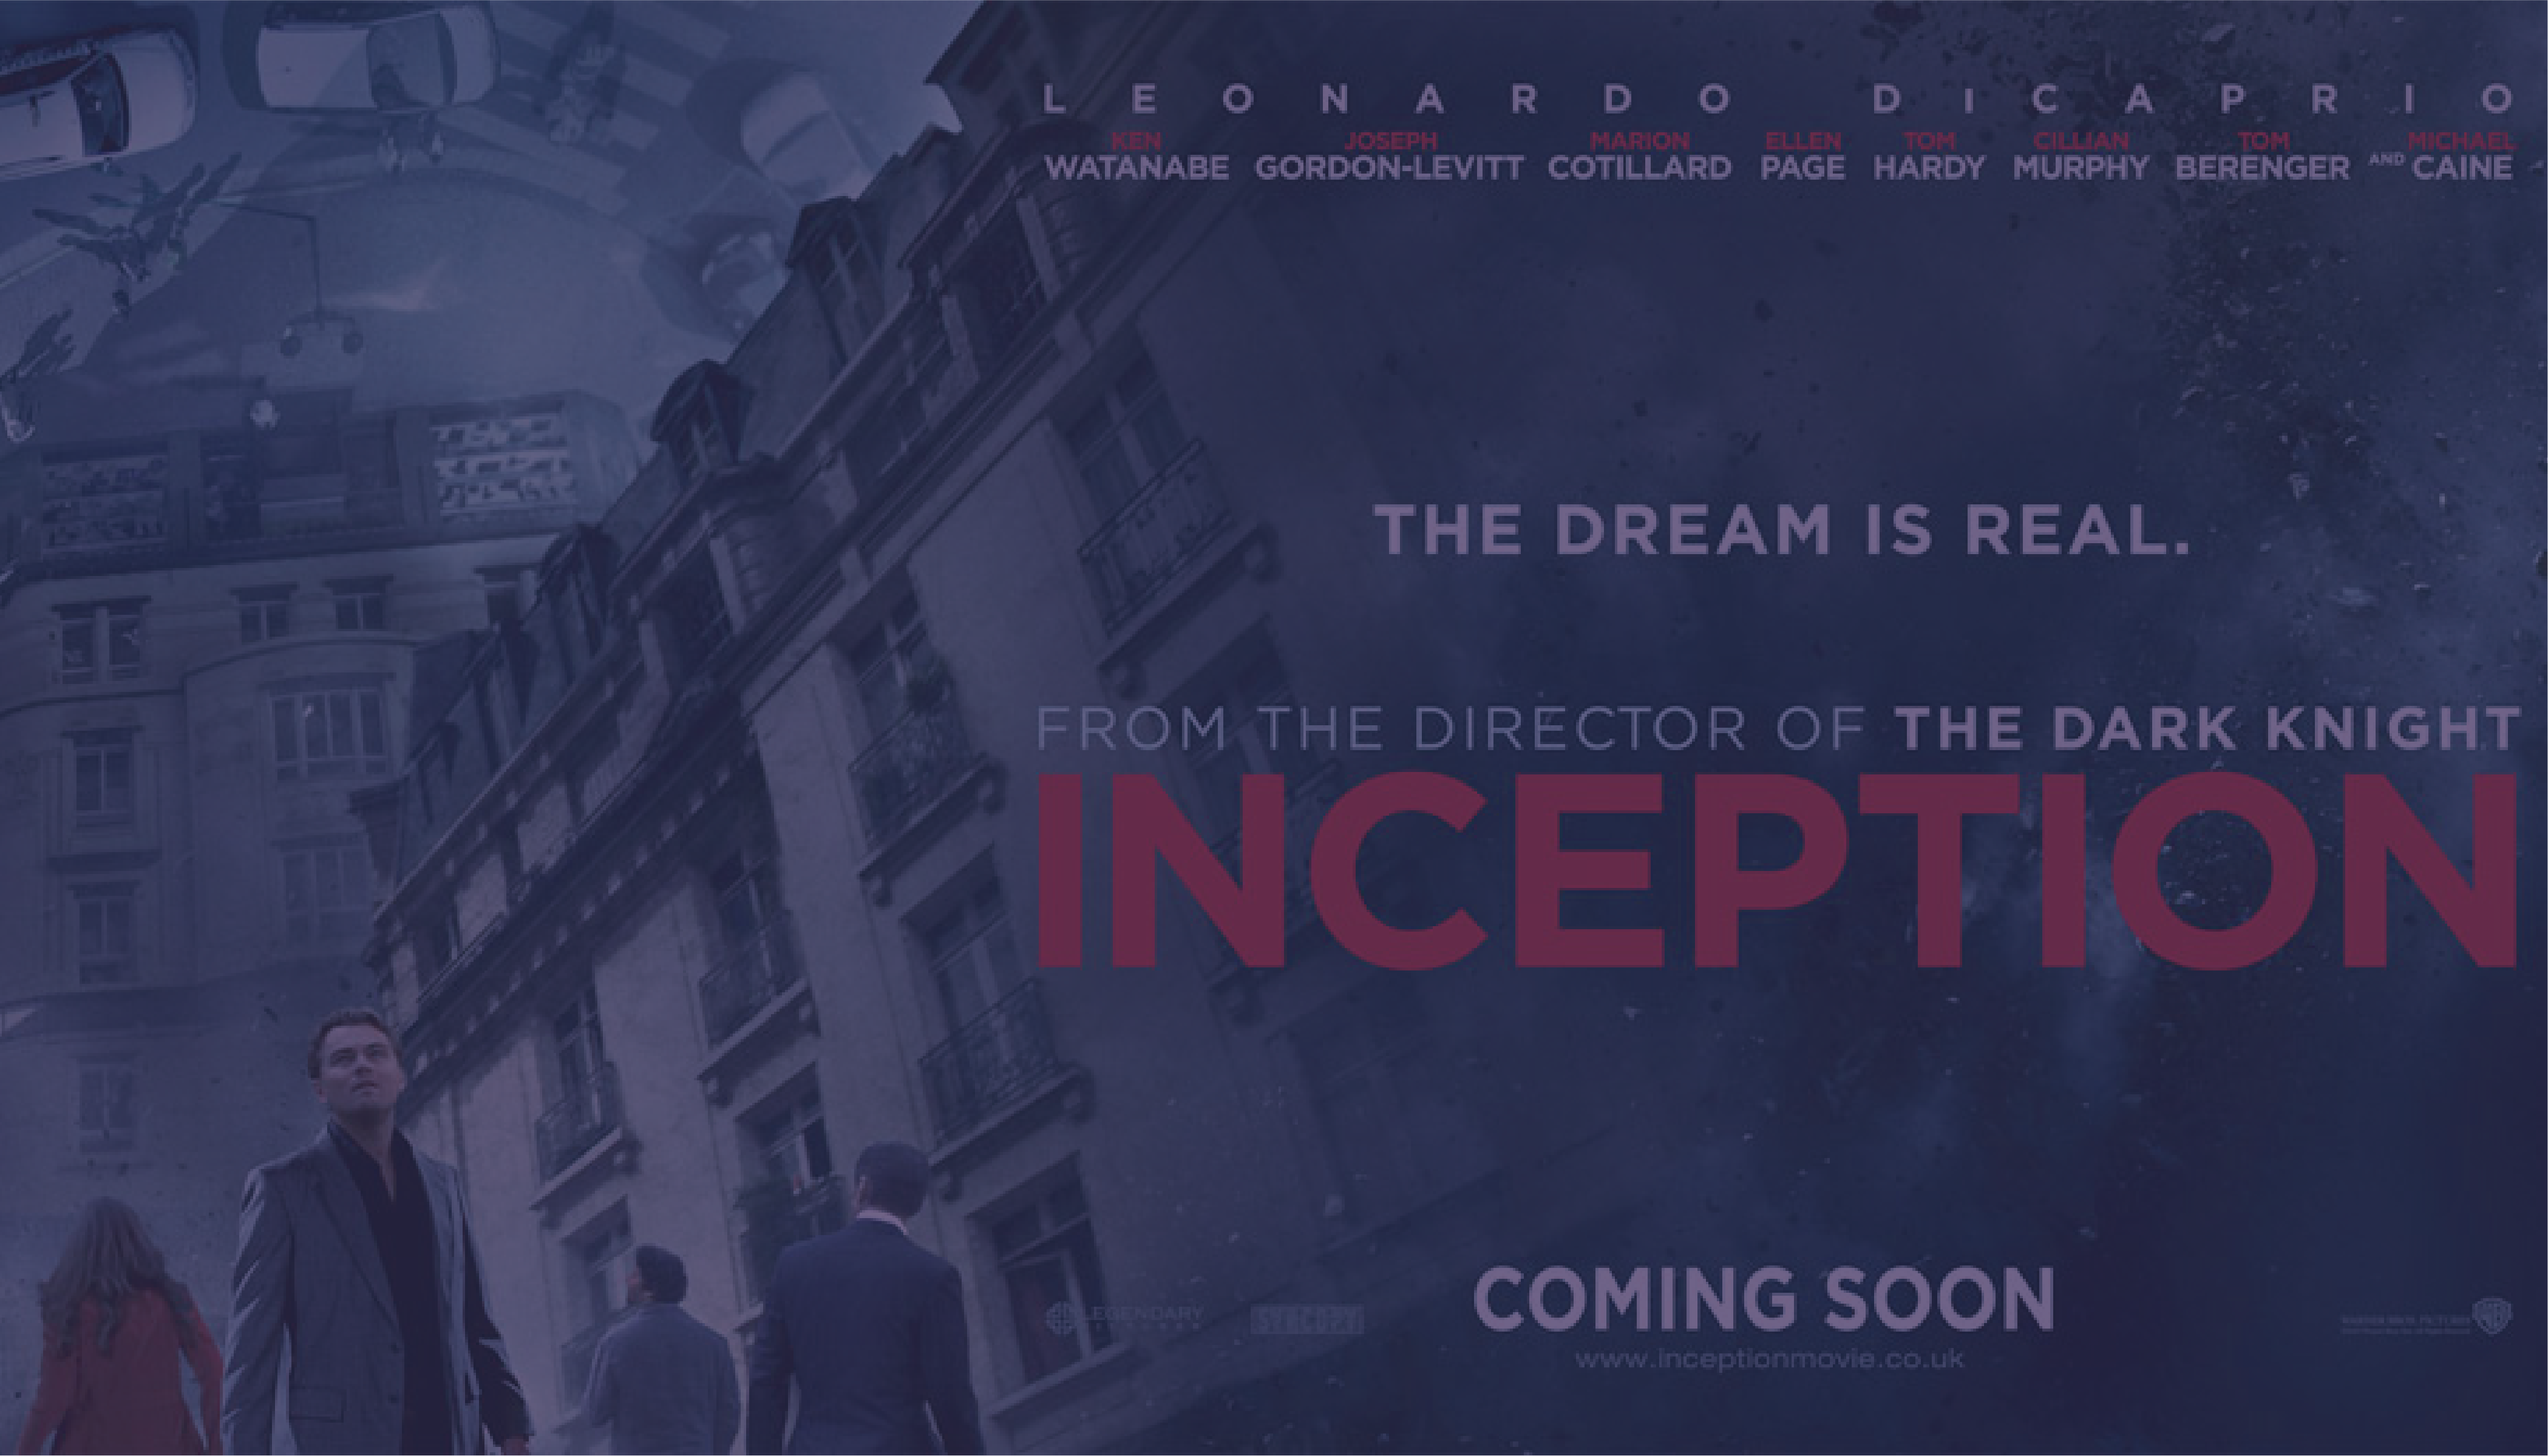 LEONARDO DiCAPRIO
KEN WATANABE JOSEPH GORDON-LEVITT MARION COTILLARD ELLEN PAGE TOM HARDY CILLIAN MURPHY TOM BERENGER AND MICHAEL CAINE
THE DREAM IS REAL.
FROM THE DIRECTOR OF THE DARK KNIGHT
INCEPTION
COMING SOON
LEGENDARY SYNCOPY
www.inceptionmovie.co.uk